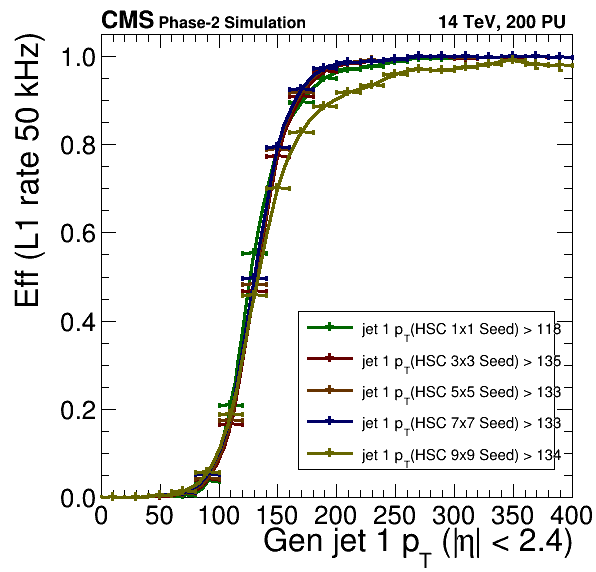 CMS Phase-2 Simulation 14 TeV, 200 PU
Eff (L1 rate 50 kHz)
1.0
0.8
0.6
0.4
0.2
0.0
jet 1 p_T(HSC 1x1 Seed) > 118
jet 1 p_T(HSC 3x3 Seed) > 135
jet 1 p_T(HSC 5x5 Seed) > 133
jet 1 p_T(HSC 7x7 Seed) > 133
jet 1 p_T(HSC 9x9 Seed) > 134
0 50 100 150 200 250 300 350 400
Gen jet 1 p_T (|η| < 2.4)